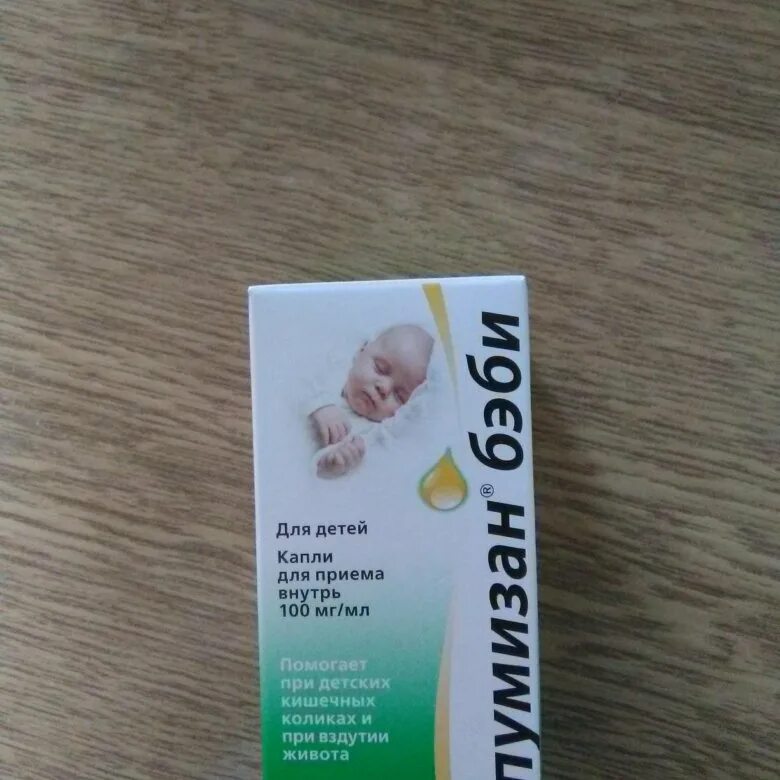 Для детей
Капли
для приема
внутрь
100 мг/мл
Помогает
при детских
кишечных
коликах и
при вздутии
живота
пумизан® бэби